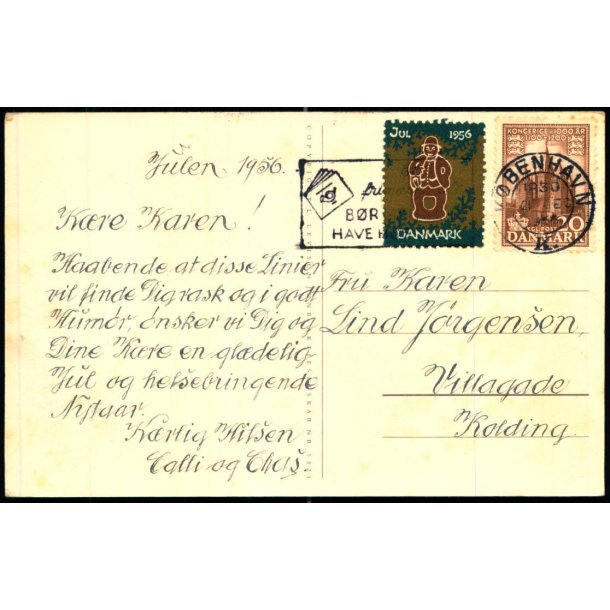 Julen 1956.
Kære Karen!
Haabende at disse Linier
vil finde Dig rask og i godt
Humør, ønsker vi Dig og
Dine Kære en glædelig
Jul og helsebringende
Nytaar.
Kærlig Hilsen
Calli og Chas
BØR
HAVE
JUL 1956
DANMARK
KONGERIGE I 1000 ÅR
KGL. POST
20
DANMARK
KØBENHAVN
Fru Karen
Lind Jørgensen,
Villagade
Kolding.